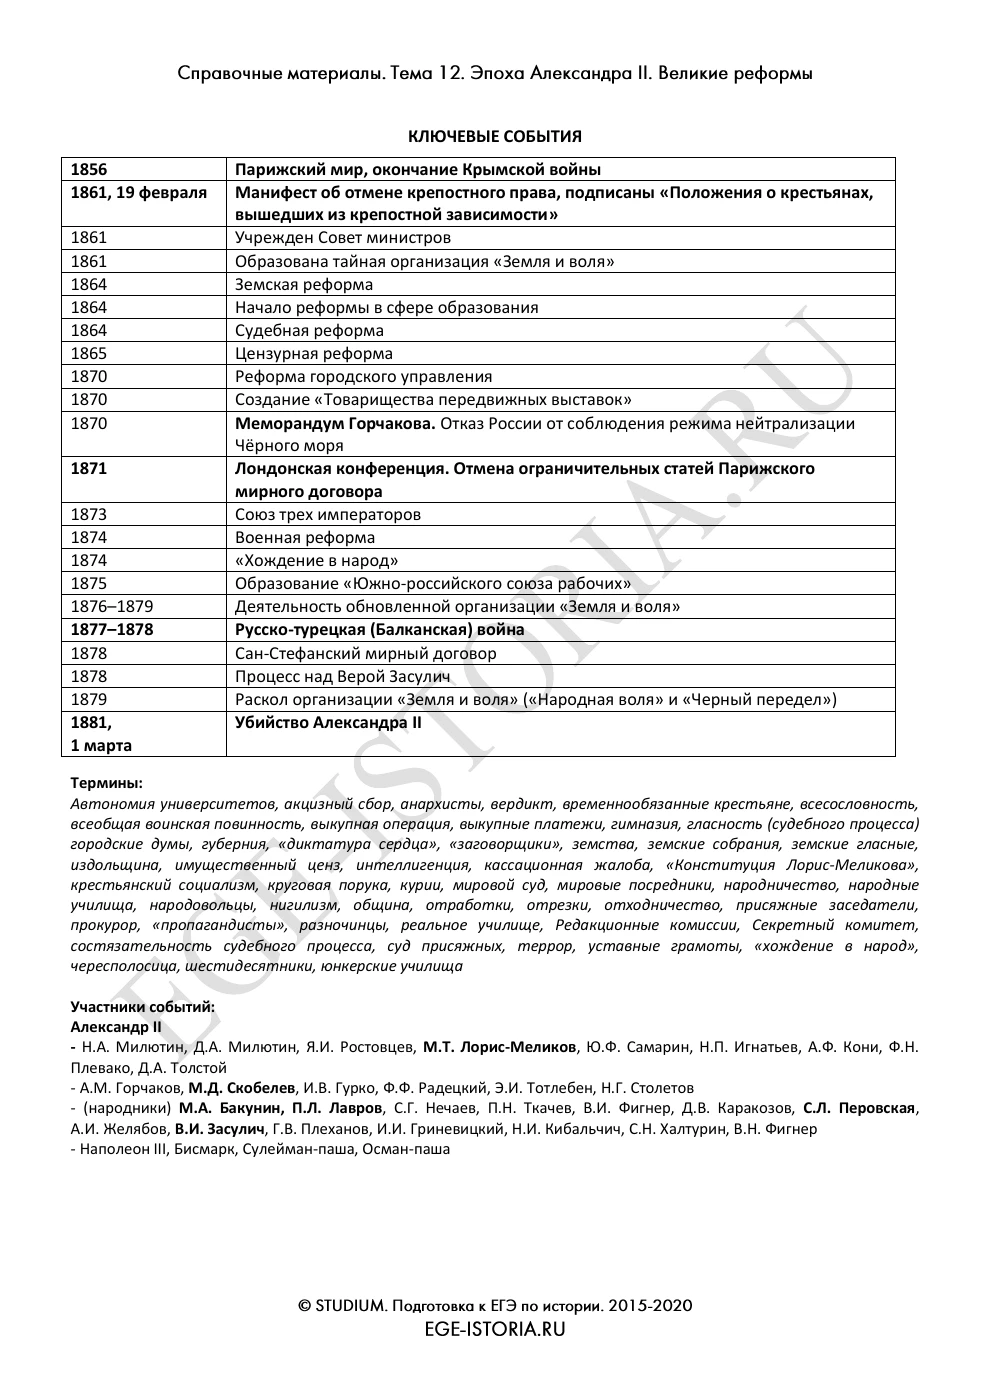 Справочные материалы. Тема 12. Эпоха Александра II. Великие реформы
КЛЮЧЕВЫЕ СОБЫТИЯ
1856 Парижский мир, окончание Крымской войны
1861, 19 февраля Манифест об отмене крепостного права, подписаны «Положения о крестьянах,
вышедших из крепостной зависимости»
1861 Учрежден Совет министров
1861 Образована тайная организация «Земля и воля»
1864 Земская реформа
1864 Начало реформы в сфере образования
1864 Судебная реформа
1865 Цензурная реформа
1870 Реформа городского управления
1870 Создание «Товарищества передвижных выставок»
1870 Меморандум Горчакова. Отказ России от соблюдения режима нейтрализации
Чёрного моря
1871 Лондонская конференция. Отмена ограничительных статей Парижского
мирного договора
1873 Союз трех императоров
1874 Военная реформа
1874 «Хождение в народ»
1875 Образование «Южно-российского союза рабочих»
1876–1879 Деятельность обновленной организации «Земля и воля»
1877–1878 Русско-турецкая (Балканская) война
1878 Сан-Стефанский мирный договор
1878 Процесс над Верой Засулич
1879 Раскол организации «Земля и воля» («Народная воля» и «Черный передел»)
1881, Убийство Александра II
1 марта
Термины:
Автономия университетов, акцизный сбор, анархисты, вердикт, временнообязанные крестьяне, всесословность,
всеобщая воинская повинность, выкупная операция, выкупные платежи, гимназия, гласность (судебного процесса)
городские думы, губерния, «диктатура сердца», «заговорщики», земства, земские собрания, земские гласные,
издольщина, имущественный ценз, интеллигенция, кассационная жалоба, «Конституция Лорис-Меликова»,
крестьянский социализм, круговая порука, курии, мировой суд, мировые посредники, народничество, народные
училища, народовольцы, нигилизм, община, отработки, отрезки, отходничество, присяжные заседатели,
прокурор, «пропагандисты», разночинцы, реальное училище, Редакционные комиссии, Секретный комитет,
состязательность судебного процесса, суд присяжных, террор, уставные грамоты, «хождение в народ»,
чересполосица, шестидесятники, юнкерские училища
Участники событий:
Александр II
- Н.А. Милютин, Д.А. Милютин, Я.И. Ростовцев, М.Т. Лорис-Меликов, Ю.Ф. Самарин, Н.П. Игнатьев, А.Ф. Кони, Ф.Н.
Плевако, Д.А. Толстой
- А.М. Горчаков, М.Д. Скобелев, И.В. Гурко, Ф.Ф. Радецкий, Э.И. Тотлебен, Н.Г. Столетов
- (народники) М.А. Бакунин, П.Л. Лавров, С.Г. Нечаев, П.Н. Ткачев, В.И. Фигнер, Д.В. Каракозов, С.Л. Перовская,
А.И. Желябов, В.И. Засулич, Г.В. Плеханов, И.И. Гриневицкий, Н.И. Кибальчич, С.Н. Халтурин, В.Н. Фигнер
- Наполеон III, Бисмарк, Сулейман-паша, Осман-паша
EGE-ISTORIA.RU
© STUDIUM. Подготовка к ЕГЭ по истории. 2015-2020
EGE-ISTORIA.RU